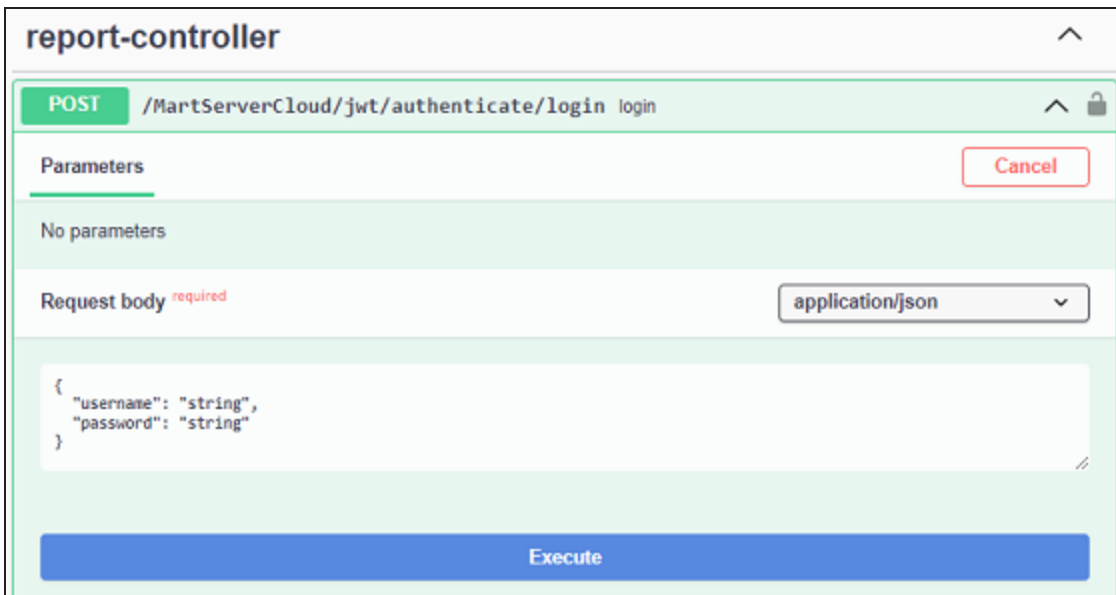 report-controller
POST /MartServerCloud/jwt/authenticate/login login
Parameters Cancel
No parameters
Request body required application/json
{
"username": "string",
"password": "string"
}
Execute